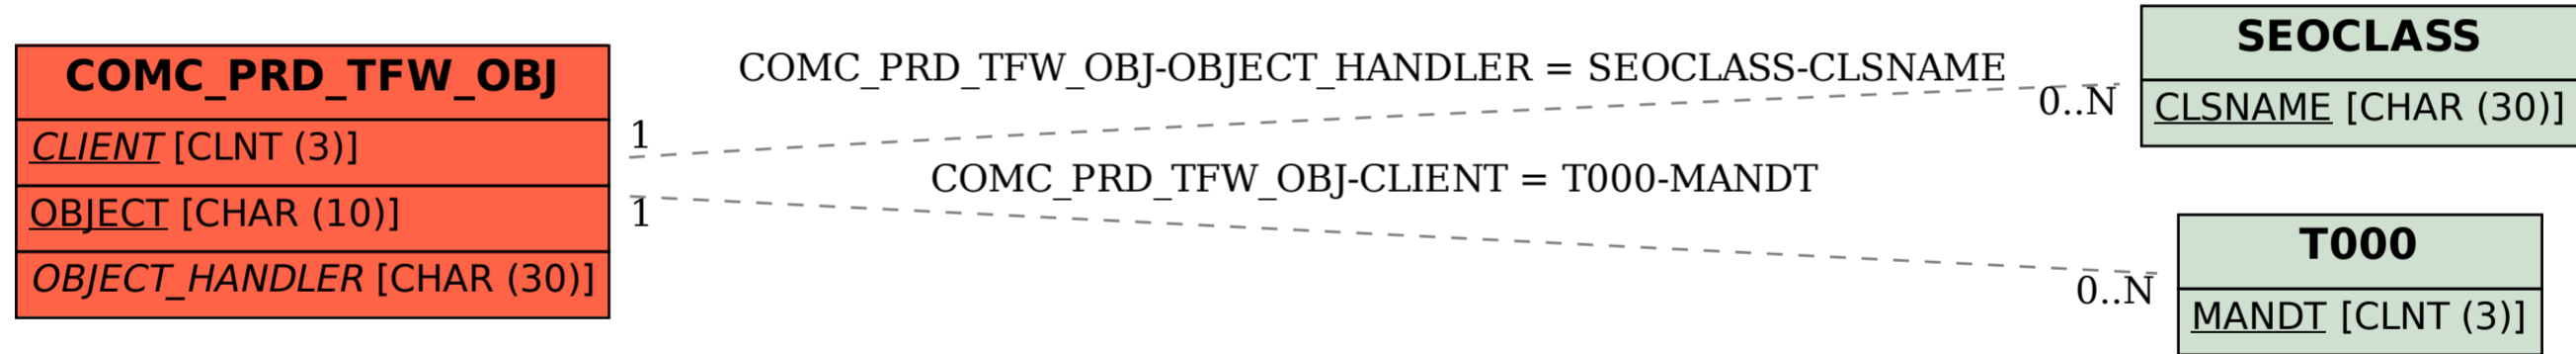 COMC_PRD_TFW_OBJ
CLIENT [CLNT (3)]
OBJECT [CHAR (10)]
OBJECT_HANDLER [CHAR (30)]
COMC_PRD_TFW_OBJ-OBJECT_HANDLER = SEOCLASS-CLSNAME
1
0..N
COMC_PRD_TFW_OBJ-CLIENT = T000-MANDT
1
0..N
SEOCLASS
CLSNAME [CHAR (30)]
T000
MANDT [CLNT (3)]